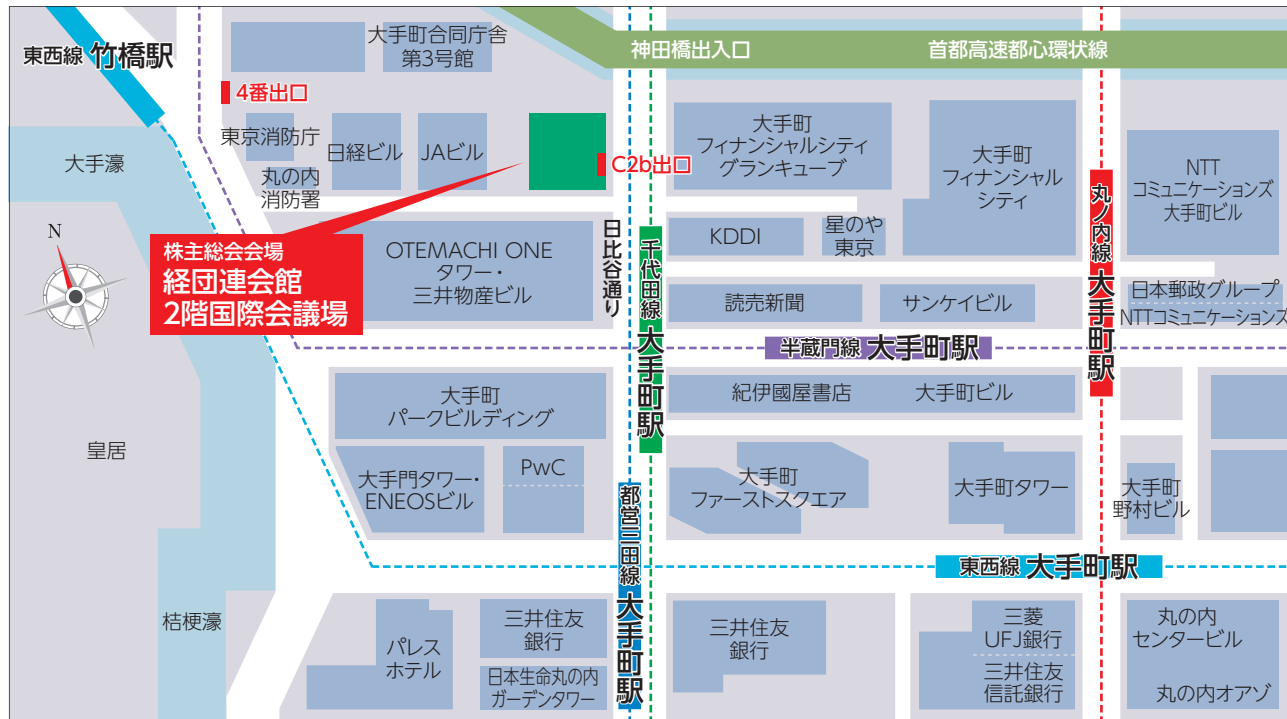 東西線 竹橋駅
大手町合同庁舎
第3号館
神田橋出入口
首都高速都心環状線
4番出口
東京消防庁
日経ビル
JAビル
丸の内
消防署
C2b出口
大手町
フィナンシャルシティ
グランキューブ
大手町
フィナンシャル
シティ
NTT
コミュニケーションズ
大手町ビル
大手濠
N
株主総会会場
経団連会館
2階国際会議場
OTEMACHI ONE
タワー・
三井物産ビル
日比谷通り
千代田線 大手町駅
KDDI
星のや
東京
丸ノ内線 大手町駅
読売新聞
サンケイビル
日本郵政グループ
NTTコミュニケーションズ
半蔵門線 大手町駅
大手町
パークビルディング
紀伊國屋書店
大手町ビル
皇居
大手門タワー・
ENEOSビル
PwC
都営三田線 大手町駅
大手町
ファーストスクエア
大手町タワー
大手町
野村ビル
東西線 大手町駅
桔梗濠
パレス
ホテル
三井住友
銀行
日本生命丸の内
ガーデンタワー
三井住友
銀行
三菱
UFJ銀行
三井住友
信託銀行
丸の内
センタービル
丸の内オアゾ